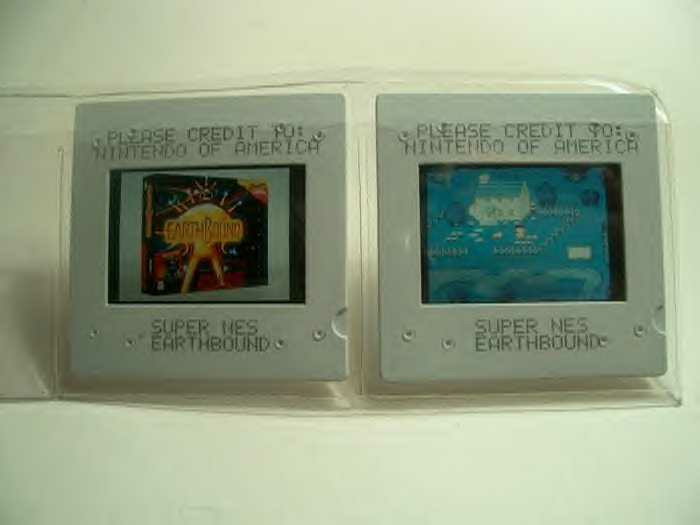 PLEASE CREDIT TO:
NINTENDO OF AMERICA
EARTHBOUND
SUPER NES
EARTHBOUND
PLEASE CREDIT TO:
NINTENDO OF AMERICA
SUPER NES
EARTHBOUND